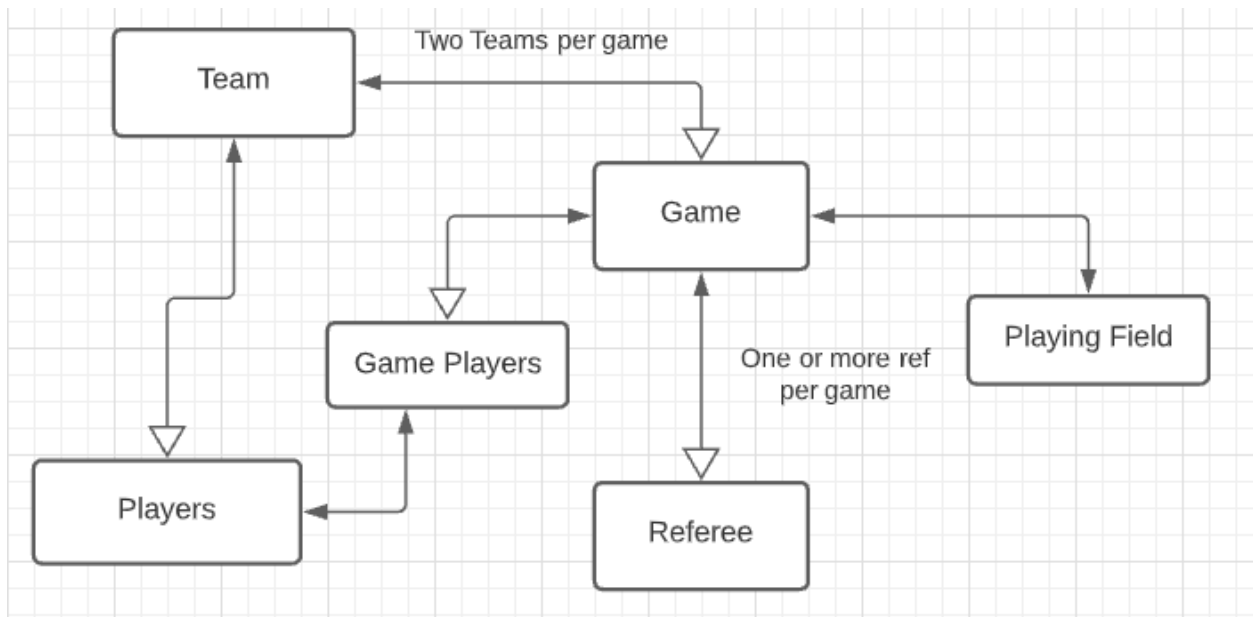 Two Teams per game
Team
Game
Playing Field
Game Players
One or more ref
per game
Players
Referee